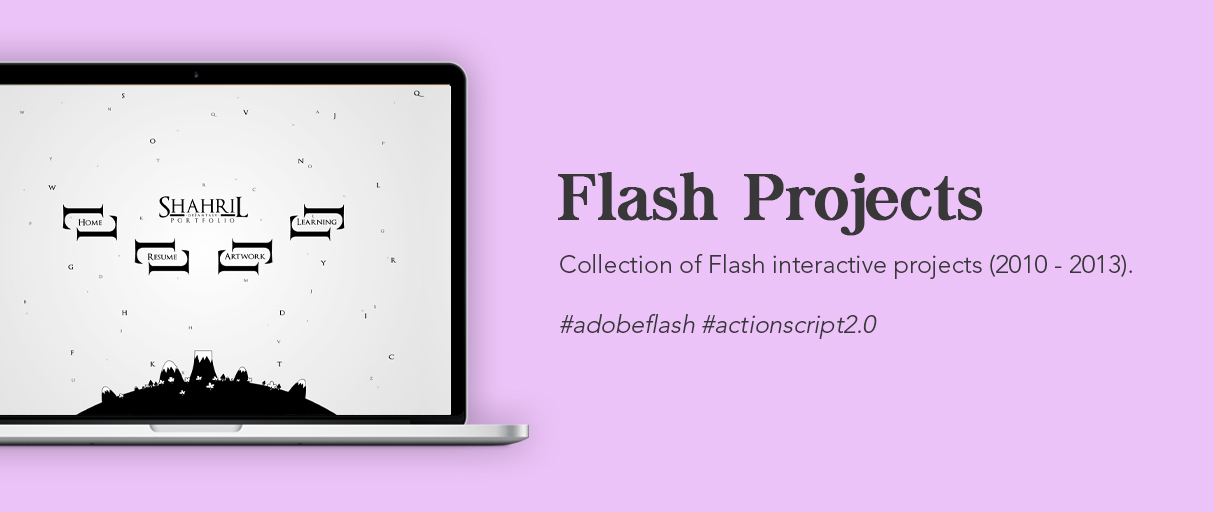 SHAHRIL
PORTFOLIO
HOME
LEARNING
RESUME
ARTWORK
Flash Projects
Collection of Flash interactive projects (2010 - 2013).
#adobeflash #actionscript2.0